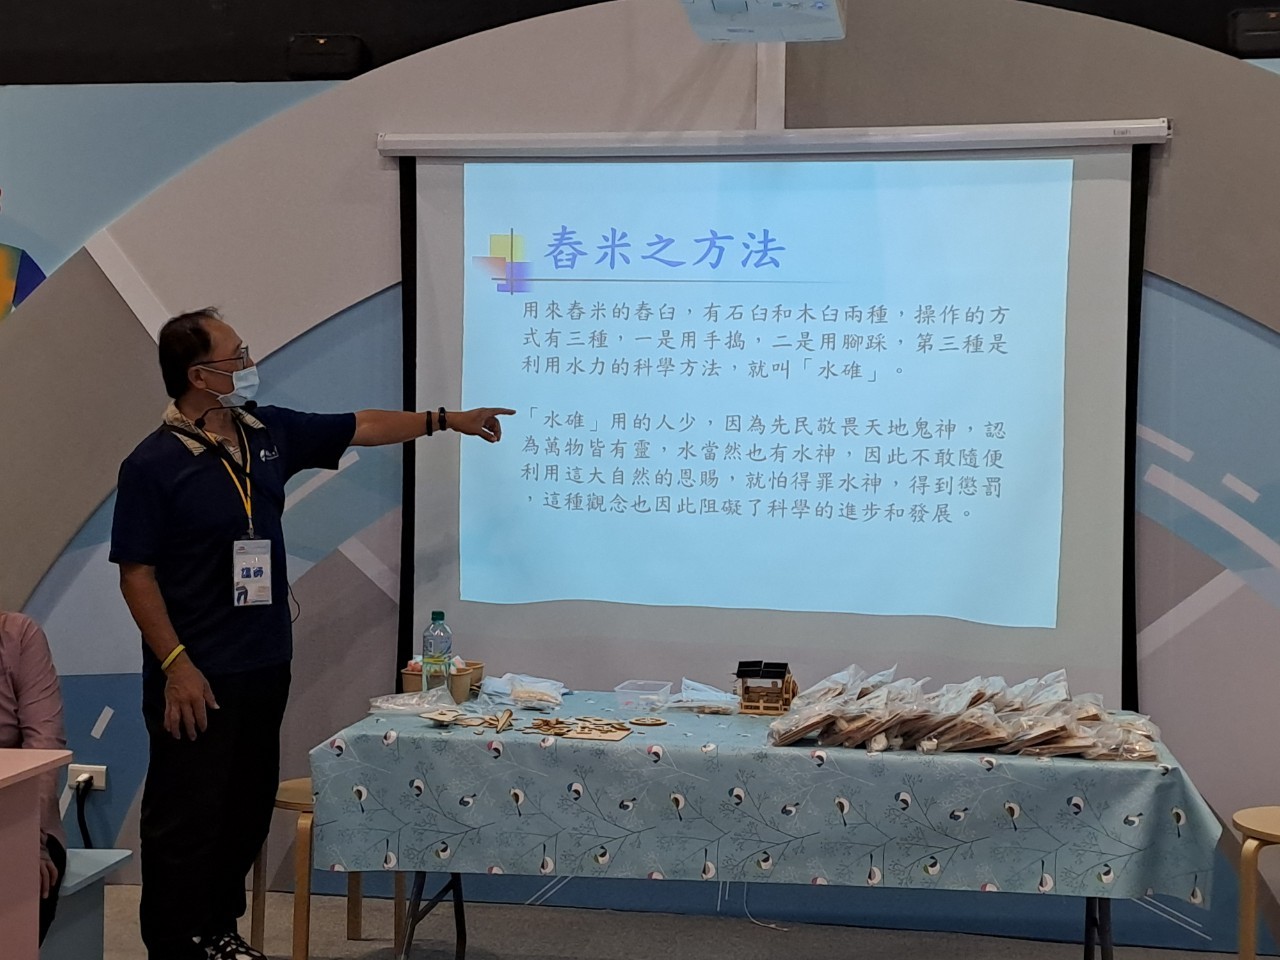 舂米之方法
用來舂米的舂臼，有石臼和木臼兩種，操作的方
式有三種，一是用手搗，二是用腳踩，第三種是
利用水力的科學方法，就叫「水碓」。
「水碓」用的人少，因為先民敬畏天地鬼神，認
為萬物皆有靈，水當然也有水神，因此不敢隨便
利用這大自然的恩賜，就怕得罪水神，得到懲罰
，這種觀念也因此阻礙了科學的進步和發展。
講師